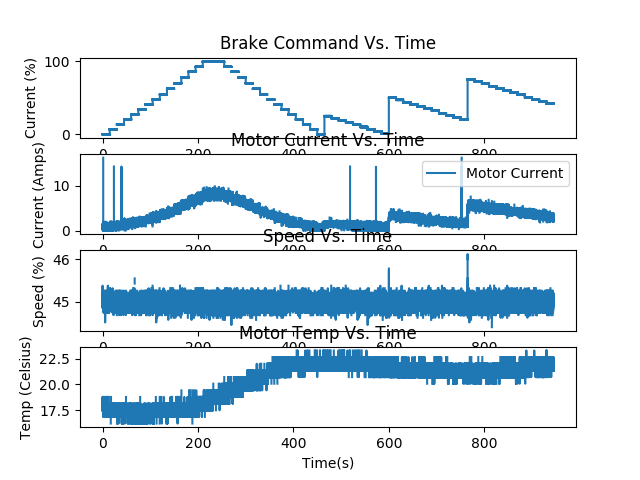 Brake Command Vs. Time
Current (%)
100
0
0 200 400 600 800
Motor Current Vs. Time
Current (Amps)
10
0
Motor Current
0 200 400 600 800
Speed Vs. Time
Speed (%)
46
45
0 200 400 600 800
Motor Temp Vs. Time
Temp (Celsius)
22.5
20.0
17.5
0 200 400 600 800
Time(s)